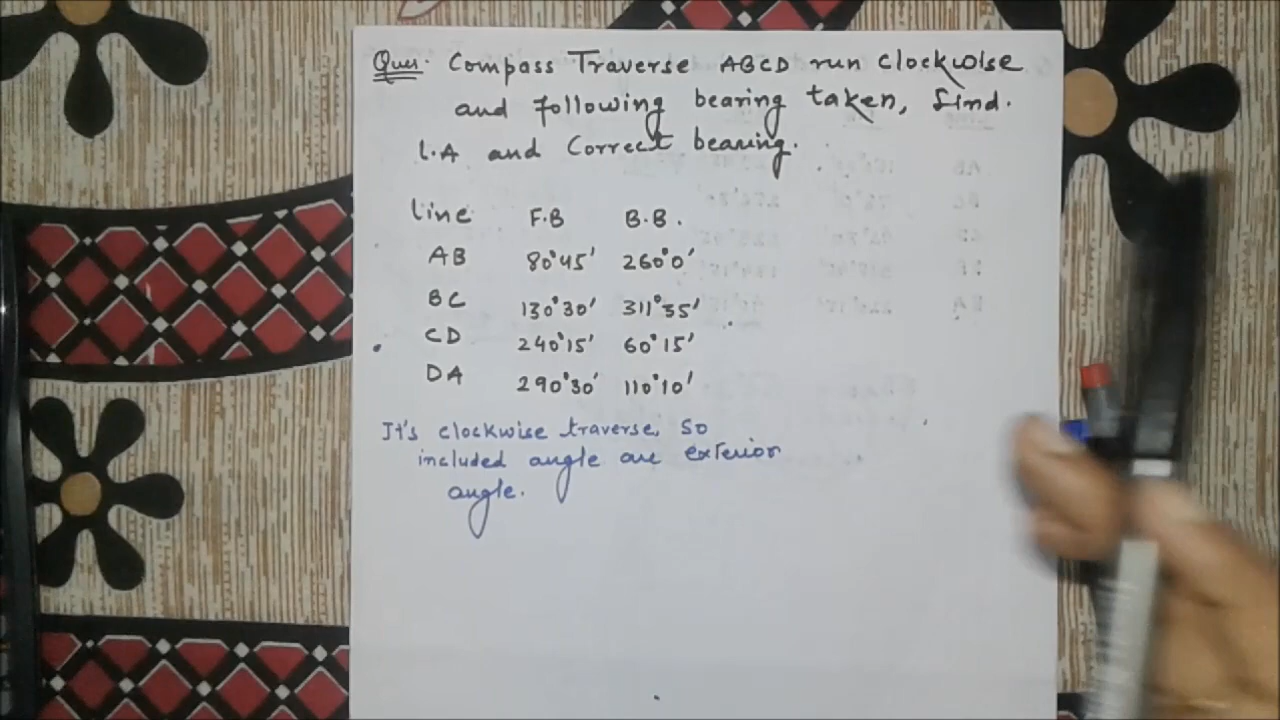 Ques. Compass Traverse ABCD run clockwise
and following bearing taken, find.
I.A and Correct bearing.
line F.B B.B.
AB 80°45' 260°0'
BC 130°30' 311°35'
CD 240°15' 60°15'
DA 290°30' 110°10'
It's clockwise traverse, so
included angle are exterior
angle.